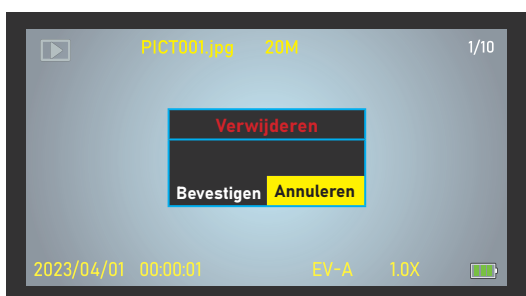 PICT001.jpg 20M 1/10
Verwijderen
Bevestigen Annuleren
2023/04/01 00:00:01 EV-A 1.0X